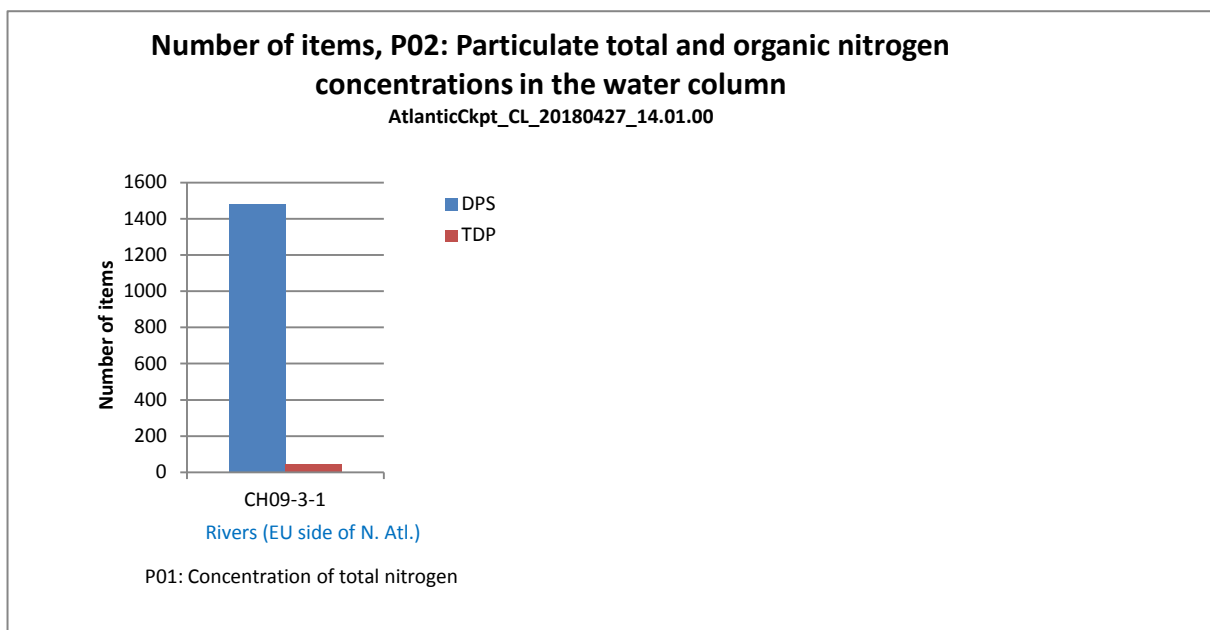 Number of items, P02: Particulate total and organic nitrogen
concentrations in the water column
AtlanticCkpt_CL_20180427_14.01.00
1600
1400
1200
1000
800
600
400
200
0
Number of items
DPS
TDP
CH09-3-1
Rivers (EU side of N. Atl.)
P01: Concentration of total nitrogen